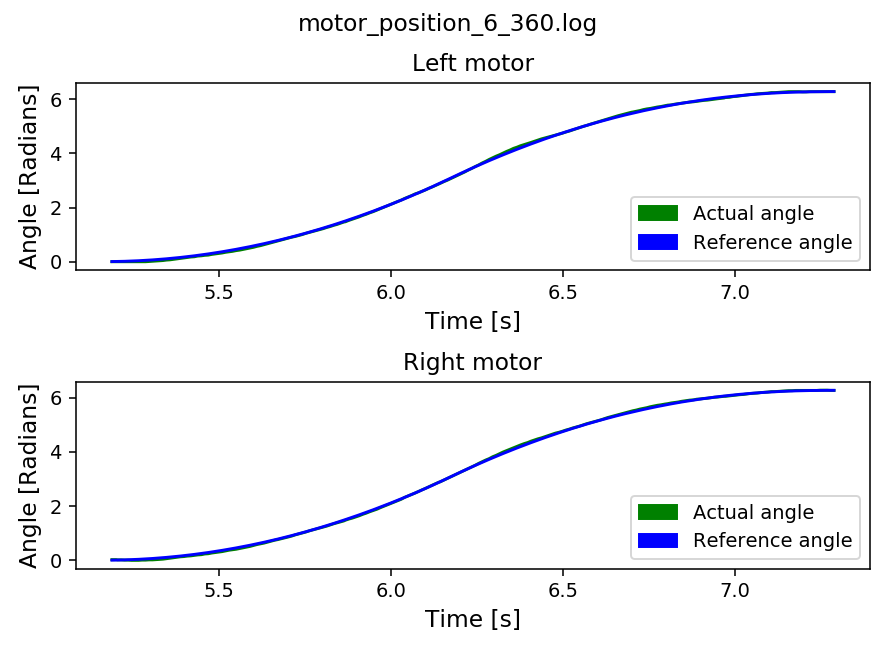 motor_position_6_360.log
Left motor
Angle [Radians]
6
4
2
0
Actual angle
Reference angle
5.5 6.0 6.5 7.0
Time [s]
Right motor
Angle [Radians]
6
4
2
0
Actual angle
Reference angle
5.5 6.0 6.5 7.0
Time [s]